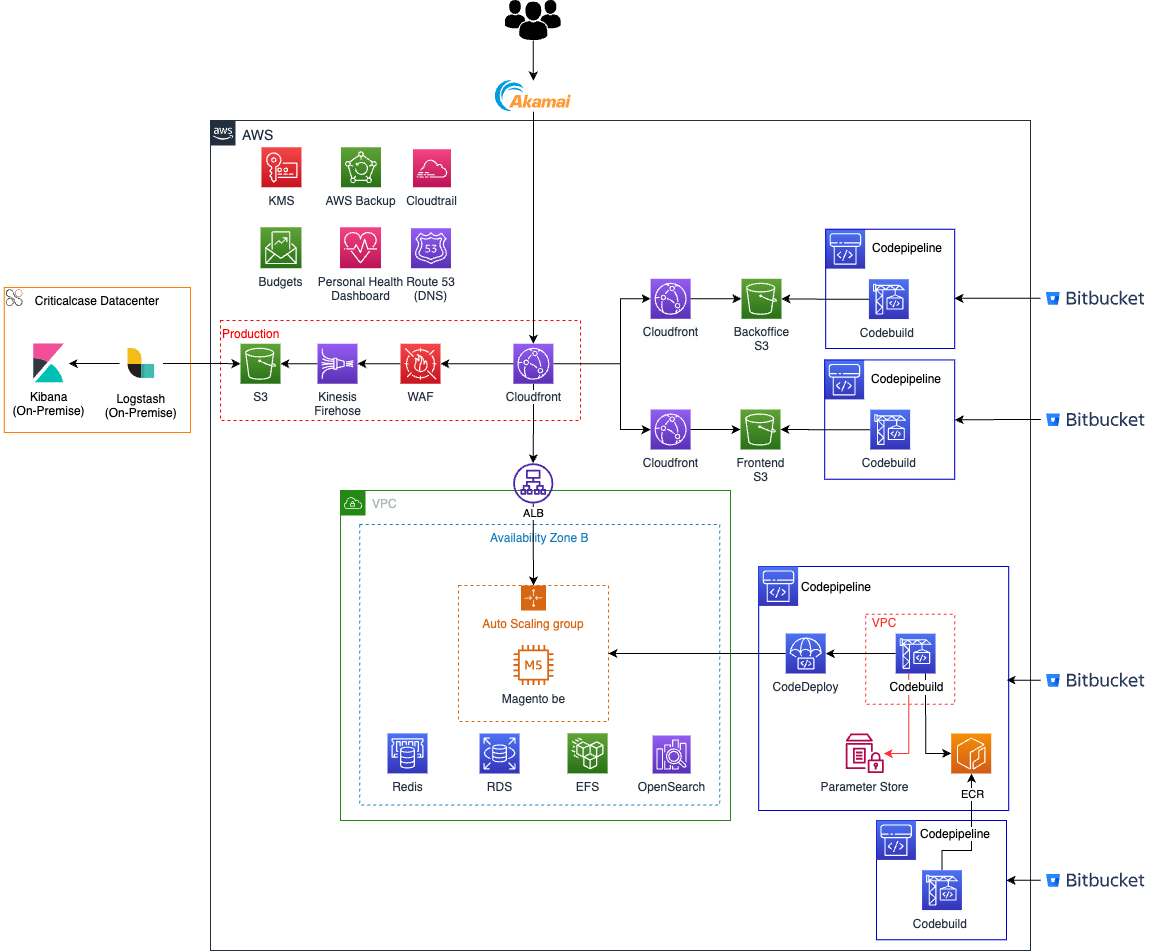 Akamai
aws
AWS
KMS
AWS Backup
Cloudtrail
Budgets
Personal Health
Dashboard
53
Route 53
(DNS)
Criticalcase Datacenter
Kibana
(On-Premise)
Logstash
(On-Premise)
Production
S3
Kinesis
Firehose
WAF
Cloudfront
Cloudfront
Backoffice
S3
Codepipeline
Codebuild
Bitbucket
Cloudfront
Frontend
S3
Codepipeline
Codebuild
Bitbucket
ALB
VPC
Availability Zone B
Auto Scaling group
M5
Magento be
Redis
RDS
EFS
OpenSearch
Codepipeline
VPC
CodeDeploy
Codebuild
Bitbucket
Parameter Store
ECR
Codepipeline
Codebuild
Bitbucket